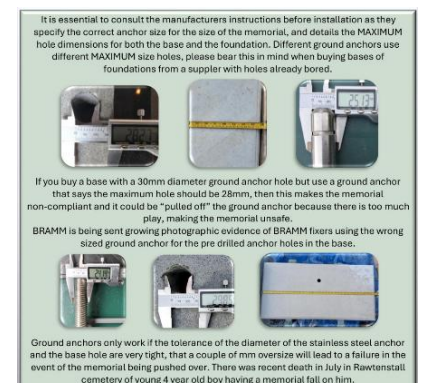 It is essential to consult the manufacturers instructions before installation as they
specify the correct anchor size for the size of the memorial, and details the MAXIMUM
hole dimensions for both the base and the foundation. Different ground anchors use
different MAXIMUM size holes, please bear this in mind when buying bases of
foundations from a suppler with holes already bored.
If you buy a base with a 30mm diameter ground anchor hole but use a ground anchor
that says the maximum hole should be 28mm, then this makes the memorial
non-compliant and it could be “pulled off” the ground anchor because there is too much
play, making the memorial unsafe.
BRAMM is being sent growing photographic evidence of BRAMM fixers using the wrong
sized ground anchor for the pre drilled anchor holes in the base.
Ground anchors only work if the tolerance of the diameter of the stainless steel anchor
and the base hole are very tight, that a couple of mm oversize will lead to a failure in the
event of the memorial being pushed over. There was recent death in July in Rawtenstall
cemetery of young 4 year old boy having a memorial fall on him.